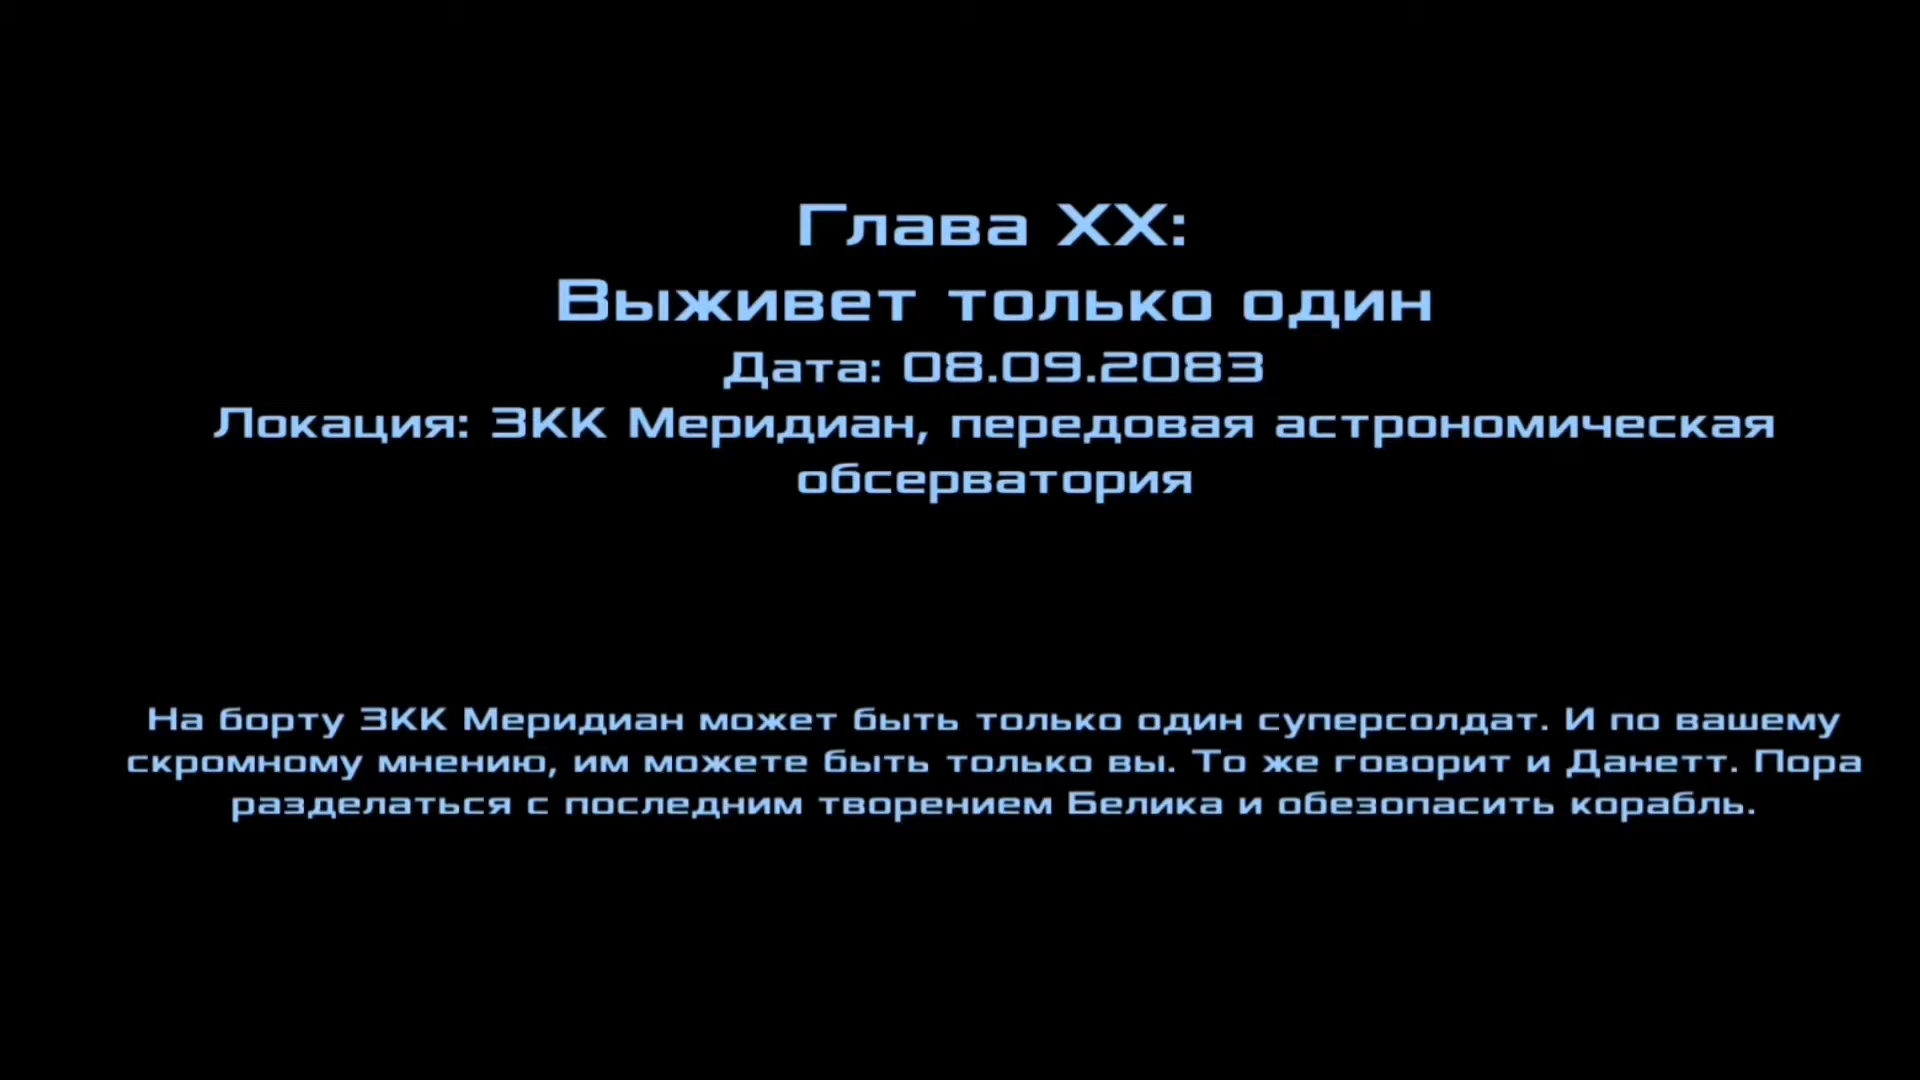 Глава XX:
Выживет только один
Дата: 08.09.2083
Локация: ЗКК Меридиан, передовая астрономическая
обсерватория
На борту ЗКК Меридиан может быть только один суперсолдат. И по вашему
скромному мнению, им можете быть только вы. То же говорит и Данетт. Пора
разделаться с последним творением Белика и обезопасить корабль.